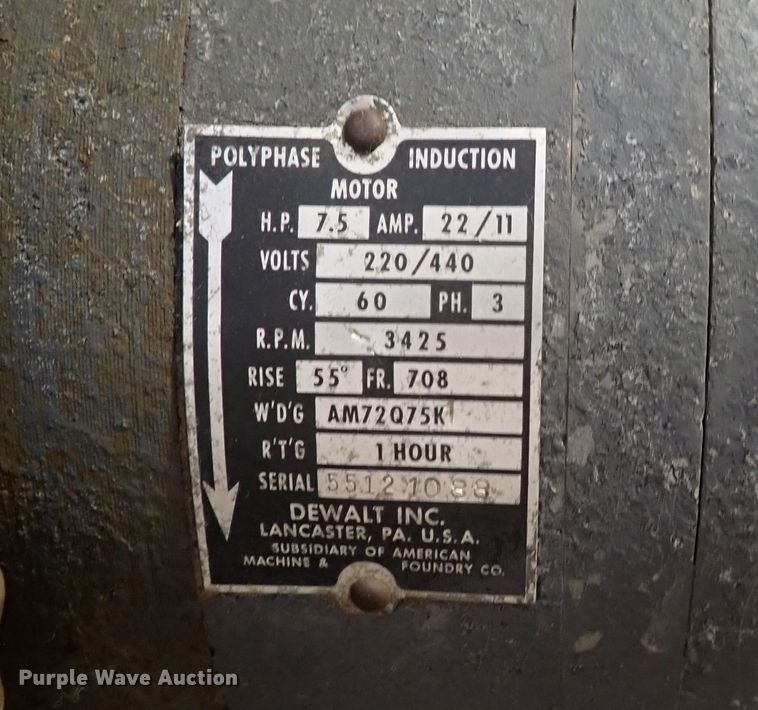 POLYPHASE INDUCTION
MOTOR
H.P. 7.5 AMP. 22/11
VOLTS 220/440
CY. 60 PH. 3
R.P.M. 3425
RISE 55° FR. 708
W'D'G AM72Q75K
R'T'G 1 HOUR
SERIAL
DEWALT INC.
LANCASTER, PA. U.S.A.
SUBSIDIARY OF AMERICAN
MACHINE & FOUNDRY CO.
Purple Wave Auction